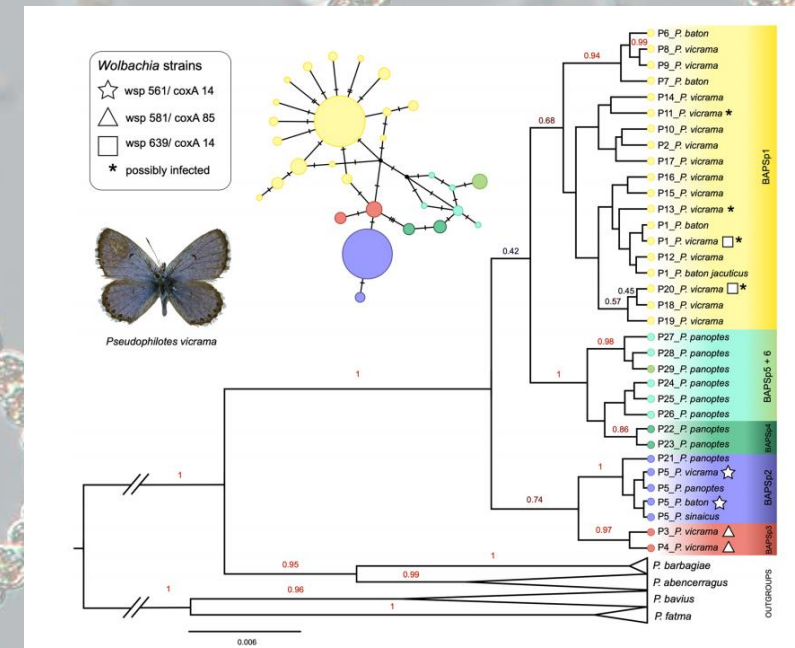 Wolbachia strains
wsp 561/ coxA 14
wsp 581/ coxA 85
wsp 639/ coxA 14
* possibly infected
Pseudophilotes vicrama
P6_P. baton
P8_P. vicrama
P9_P. vicrama
P7_P. baton
P14_P. vicrama
P11_P. vicrama *
P10_P. vicrama
P2_P. vicrama
P17_P. vicrama
P16_P. vicrama
P15_P. vicrama
P13_P. vicrama *
P1_P. baton
P1_P. vicrama *
P12_P. vicrama
P1_P. baton jacuticus
P20_P. vicrama *
P18_P. vicrama
P19_P. vicrama
P27_P. panoptes
P28_P. panoptes
P29_P. panoptes
P24_P. panoptes
P25_P. panoptes
P26_P. panoptes
P22_P. panoptes
P23_P. panoptes
P21_P. panoptes
P5_P. vicrama
P5_P. panoptes
P5_P. baton
P5_P. sinaicus
P3_P. vicrama
P4_P. vicrama
P. barbagiae
P. abencerragus
P. bavius
P. fatma
BAPSp1
BAPSp5 + 6
BAPSp4
BAPSp2
BAPSp3
OUTGROUPS
0.99
0.94
0.68
0.42
0.45
0.57
0.98
1
0.86
1
1
0.74
0.97
1
1
0.95
0.99
1
0.96
1
0.006